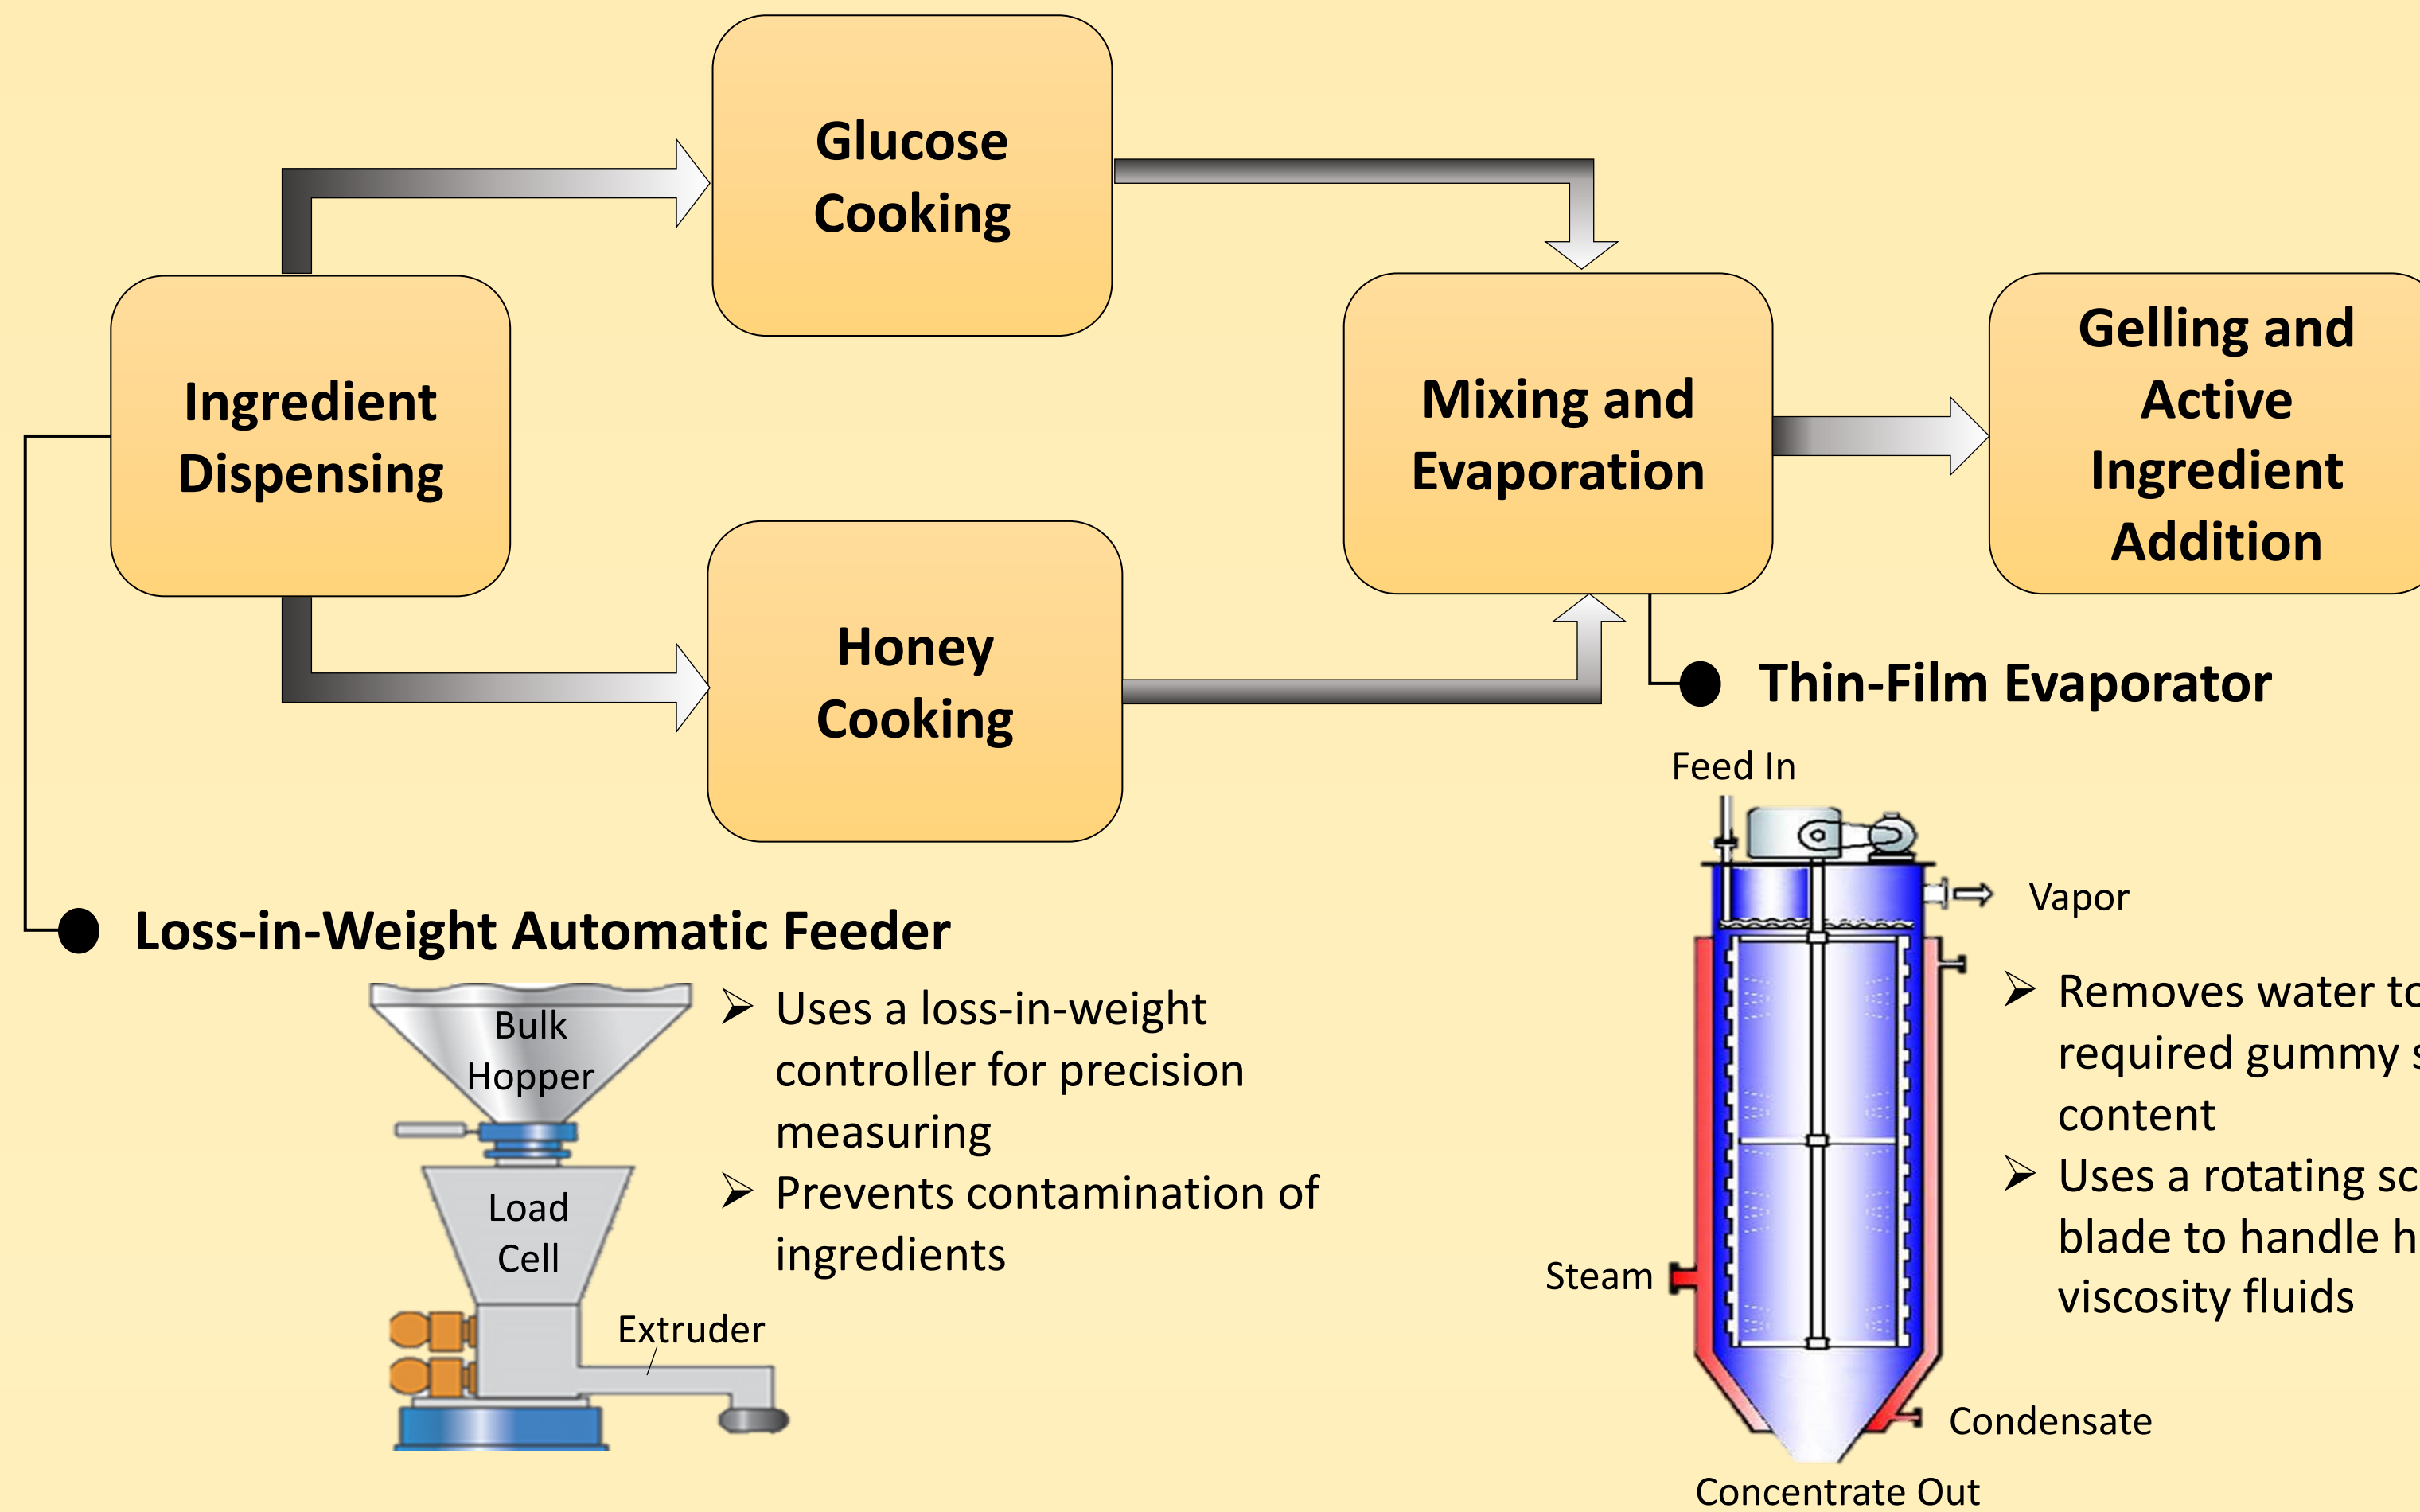 Glucose
Cooking
Ingredient
Dispensing
Honey
Cooking
Mixing and
Evaporation
Gelling and
Active
Ingredient
Addition
Loss-in-Weight Automatic Feeder
Bulk
Hopper
Load
Cell
Extruder
➢ Uses a loss-in-weight
controller for precision
measuring
➢ Prevents contamination of
ingredients
Thin-Film Evaporator
Feed In
Vapor
Steam
Condensate
Concentrate Out
➢ Removes water
required gummy
content
➢ Uses a rotating
blade to handle
viscosity fluids